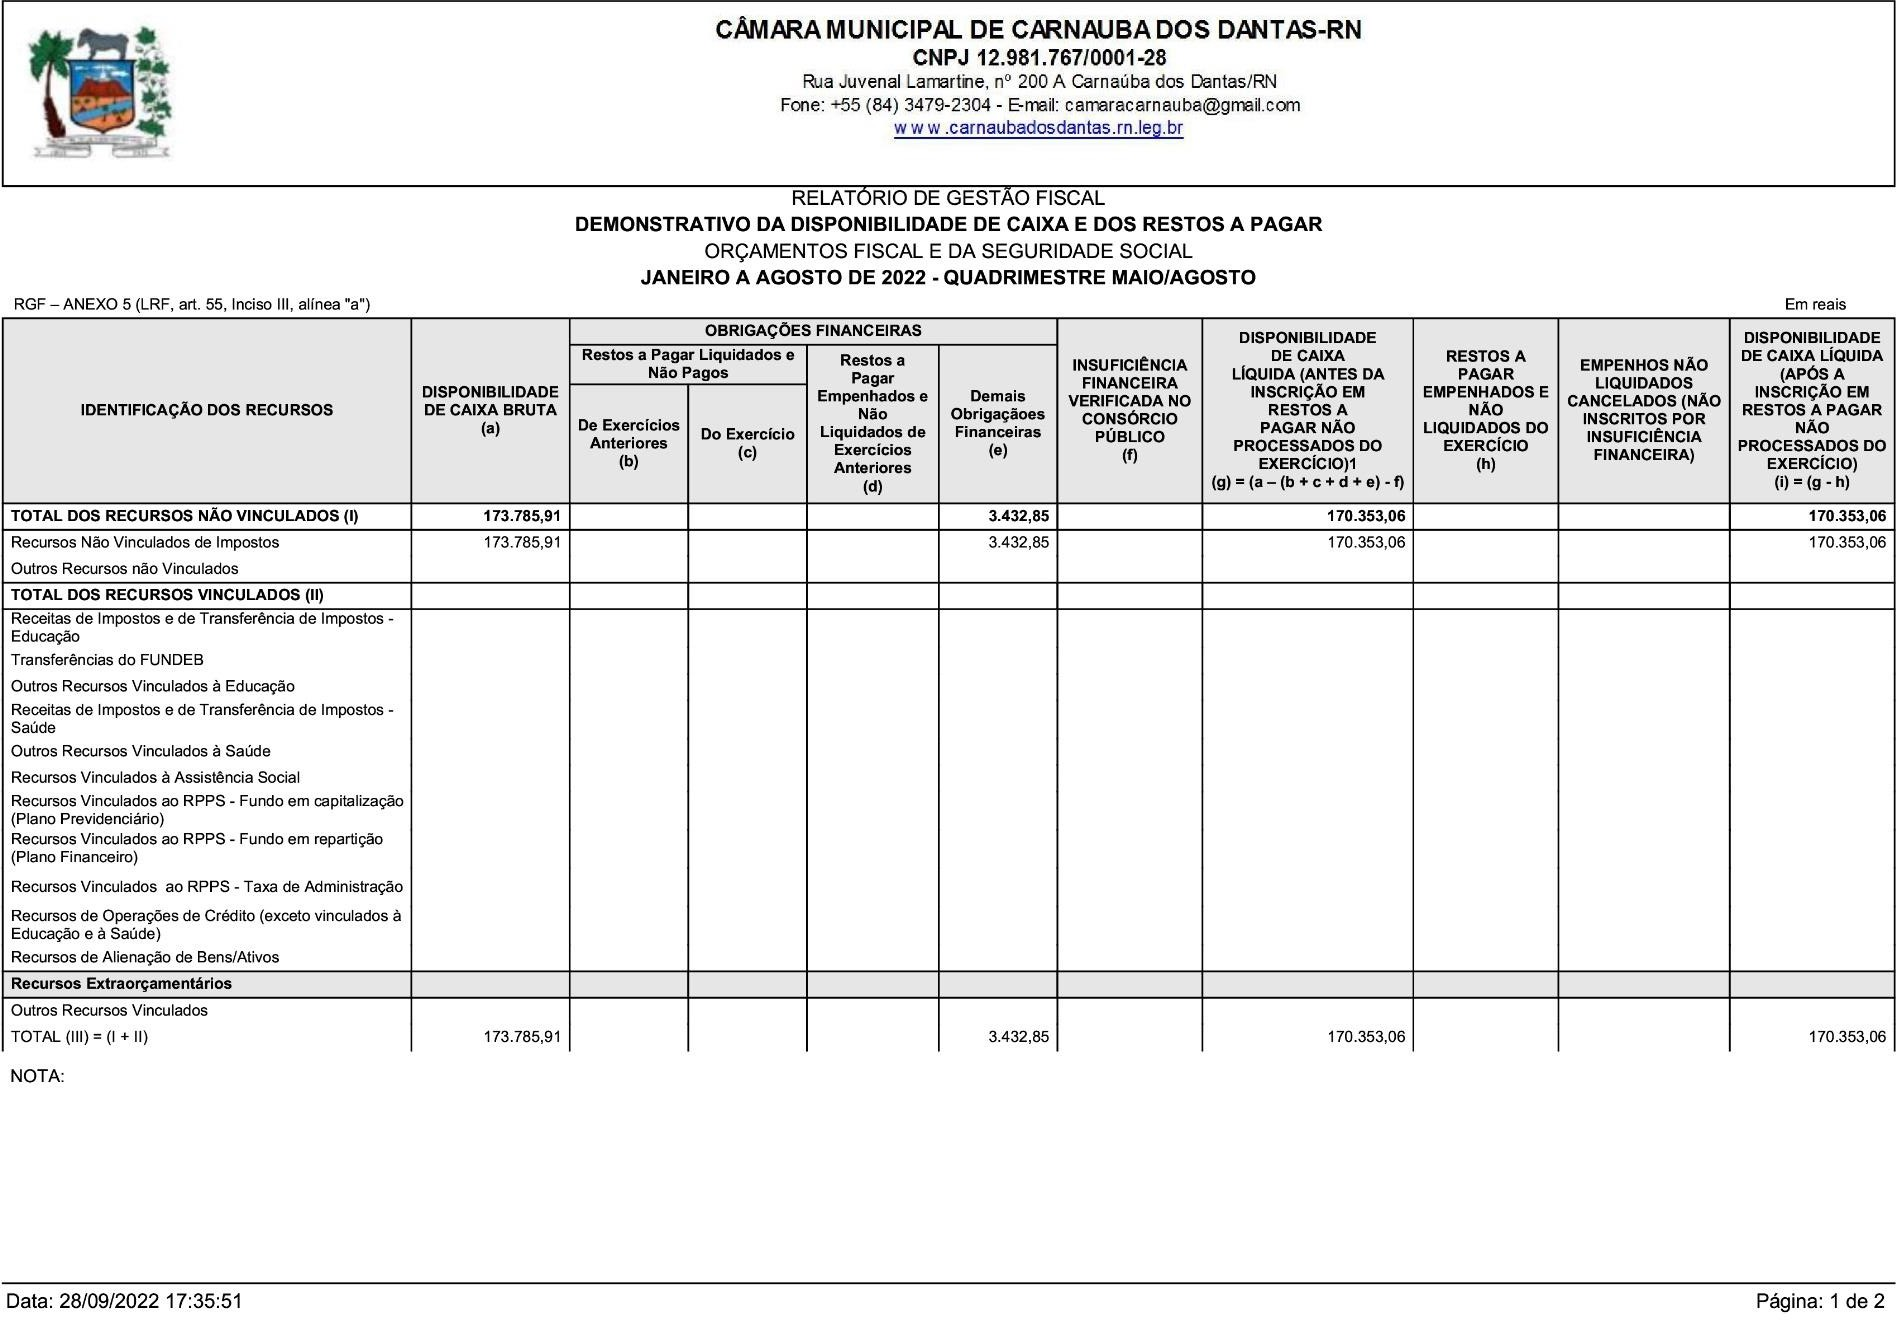 CÂMARA MUNICIPAL DE CARNAUBA DOS DANTAS-RN
CNPJ 12.981.767/0001-28
Rua Juvenal Lamartine, nº 200 A Carnaúba dos Dantas/RN
Fone: +55 (84) 3479-2304 - E-mail: camaracarnauba@gmail.com
www.carnaubadosdantas.rn.leg.br
RELATÓRIO DE GESTÃO FISCAL
DEMONSTRATIVO DA DISPONIBILIDADE DE CAIXA E DOS RESTOS A PAGAR
ORÇAMENTOS FISCAL E DA SEGURIDADE SOCIAL
JANEIRO A AGOSTO DE 2022 - QUADRIMESTRE MAIO/AGOSTO
RGF – ANEXO 5 (LRF, art. 55, Inciso III, alínea "a") Em reais
IDENTIFICAÇÃO DOS RECURSOS
DISPONIBILIDADE
DE CAIXA BRUTA
(a)
OBRIGAÇÕES FINANCEIRAS
Restos a Pagar Liquidados e
Não Pagos
De Exercícios
Anteriores
(b)
Do Exercício
(c)
Restos a
Pagar
Empenhados e
Não
Liquidados de
Exercícios
Anteriores
(d)
Demais
Obrigaçãoes
Financeiras
(e)
INSUFICIÊNCIA
FINANCEIRA
VERIFICADA NO
CONSÓRCIO
PÚBLICO
(f)
DISPONIBILIDADE
DE CAIXA
LÍQUIDA (ANTES DA
INSCRIÇÃO EM
RESTOS A
PAGAR NÃO
PROCESSADOS DO
EXERCÍCIO)1
(g) = (a – (b + c + d + e) - f)
RESTOS A
PAGAR
EMPENHADOS E
NÃO
LIQUIDADOS DO
EXERCÍCIO
(h)
EMPENHOS NÃO
LIQUIDADOS
CANCELADOS (NÃO
INSCRITOS POR
INSUFICIÊNCIA
FINANCEIRA)
DISPONIBILIDADE
DE CAIXA LÍQUIDA
(APÓS A
INSCRIÇÃO EM
RESTOS A PAGAR
NÃO
PROCESSADOS DO
EXERCÍCIO)
(i) = (g - h)
TOTAL DOS RECURSOS NÃO VINCULADOS (I) 173.785,91 3.432,85 170.353,06 170.353,06
Recursos Não Vinculados de Impostos 173.785,91 3.432,85 170.353,06 170.353,06
Outros Recursos não Vinculados
TOTAL DOS RECURSOS VINCULADOS (II)
Receitas de Impostos e de Transferência de Impostos -
Educação
Transferências do FUNDEB
Outros Recursos Vinculados à Educação
Receitas de Impostos e de Transferência de Impostos -
Saúde
Outros Recursos Vinculados à Saúde
Recursos Vinculados à Assistência Social
Recursos Vinculados ao RPPS - Fundo em capitalização
(Plano Previdenciário)
Recursos Vinculados ao RPPS - Fundo em repartição
(Plano Financeiro)
Recursos Vinculados ao RPPS - Taxa de Administração
Recursos de Operações de Crédito (exceto vinculados à
Educação e à Saúde)
Recursos de Alienação de Bens/Ativos
Recursos Extraorçamentários
Outros Recursos Vinculados
TOTAL (III) = (I + II) 173.785,91 3.432,85 170.353,06 170.353,06
NOTA:
Data: 28/09/2022 17:35:51 Página: 1 de 2